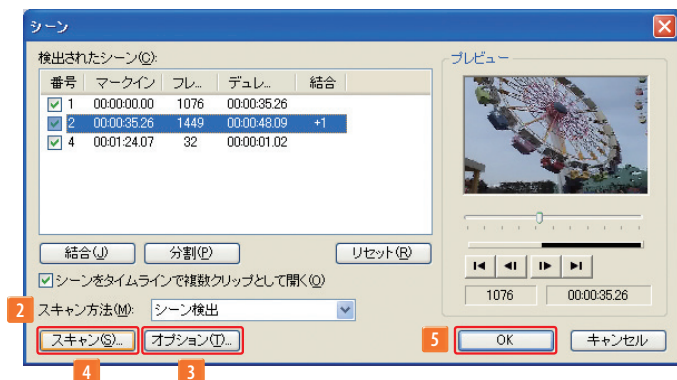 シーン
検出されたシーン(C):
番号 マークイン フレ... デュレ... 結合
1 00:00:00.00 1076 00:00:35.26
2 00:00:35.26 1449 00:00:48.09 +1
4 00:01:24.07 32 00:00:01.02
結合(J) 分割(P) リセット(R)
シーンをタイムラインで複数クリップとして開く(O)
2 スキャン方法(M): シーン検出
スキャン(S)... オプション(T)...
4 3
プレビュー
1076 00:00:35.26
5 OK キャンセル